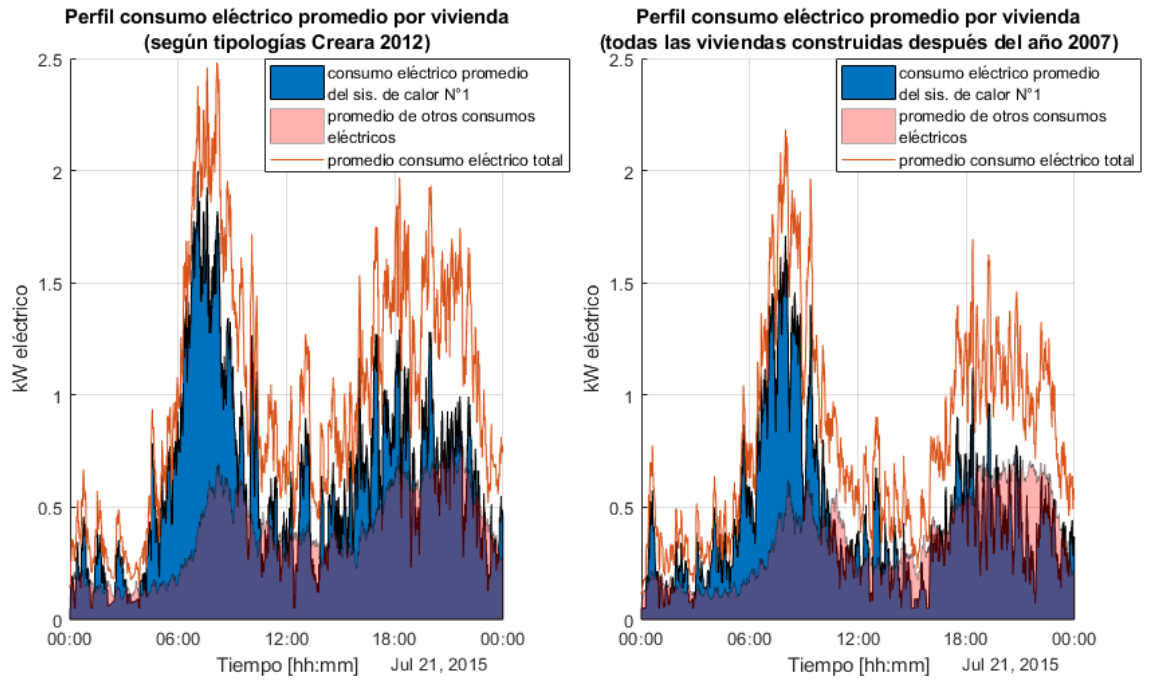 Perfil consumo eléctrico promedio por vivienda
(según tipologías Creara 2012)
2.5
2
1.5
1
0.5
0
kW eléctrico
consumo eléctrico promedio
del sis. de calor N°1
promedio de otros consumos
eléctricos
promedio consumo eléctrico total
00:00
06:00
12:00
18:00
00:00
Tiempo [hh:mm]
Jul 21, 2015
Perfil consumo eléctrico promedio por vivienda
(todas las viviendas construidas después del año 2007)
2.5
2
1.5
1
0.5
0
kW eléctrico
consumo eléctrico promedio
del sis. de calor N°1
promedio de otros consumos
eléctricos
promedio consumo eléctrico total
00:00
06:00
12:00
18:00
00:00
Tiempo [hh:mm]
Jul 21, 2015